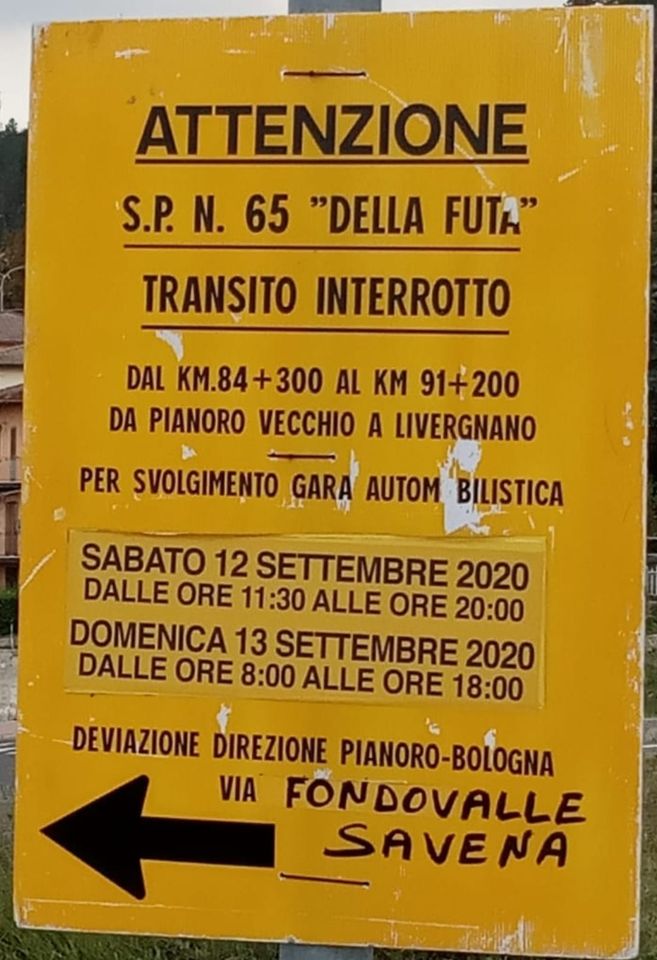 ATTENZIONE
S.P. N. 65 "DELLA FUTA"
TRANSITO INTERROTTO
DAL KM.84+300 AL KM 91+200
DA PIANORO VECCHIO A LIVERGNANO
PER SVOLGIMENTO GARA AUTOM BILISTICA
SABATO 12 SETTEMBRE 2020
DALLE ORE 11:30 ALLE ORE 20:00
DOMENICA 13 SETTEMBRE 2020
DALLE ORE 8:00 ALLE ORE 18:00
DEVIAZIONE DIREZIONE PIANORO-BOLOGNA
VIA FONDOVALLE
SAVENA